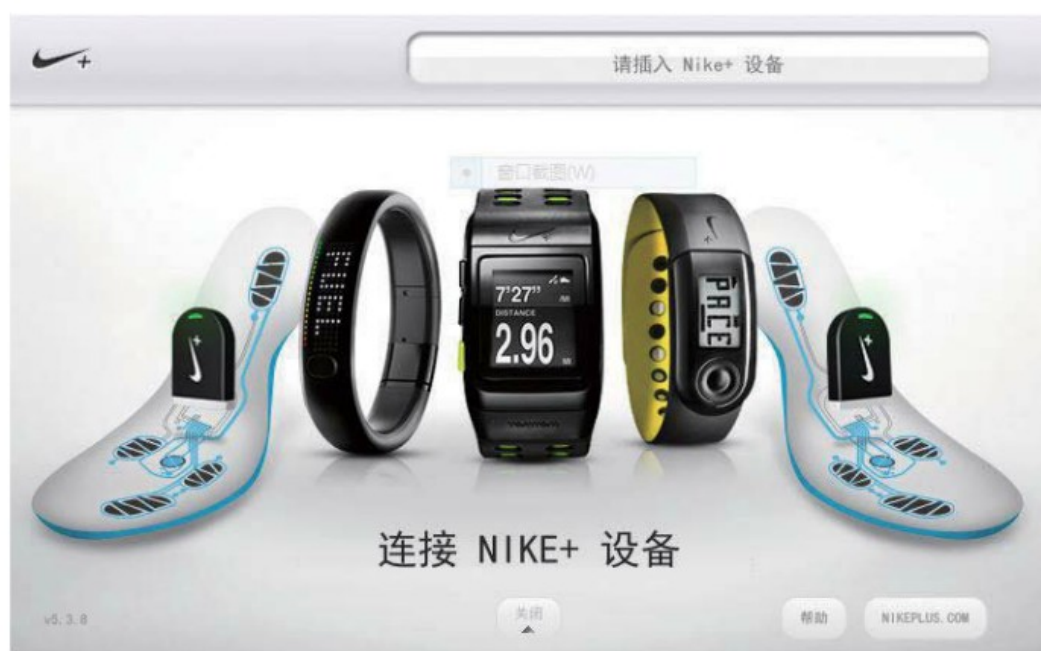 请插入 Nike+ 设备
窗口截图(W)
7'27"
DISTANCE
2.96
PACE
连接 NIKE+ 设备
v5.3.8
关闭
帮助
NIKEPLUS.COM